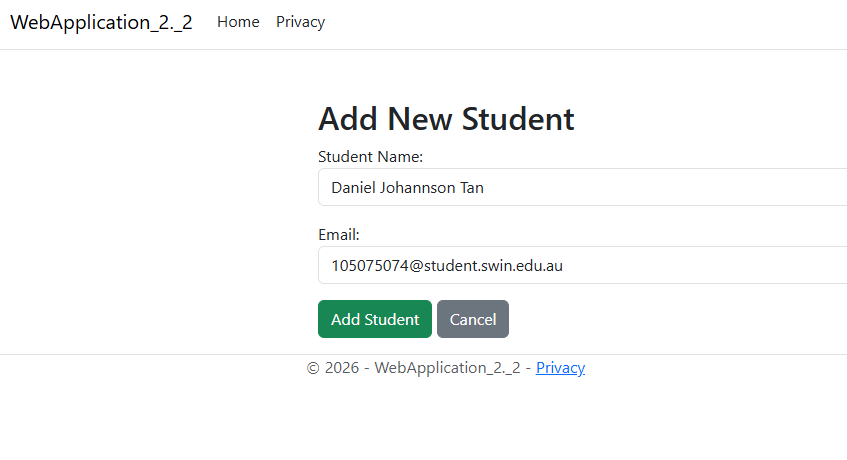 WebApplication_2._2 Home Privacy
Add New Student
Student Name:
Daniel Johannson Tan
Email:
105075074@student.swin.edu.au
Add Student Cancel
© 2026 - WebApplication_2._2 - Privacy